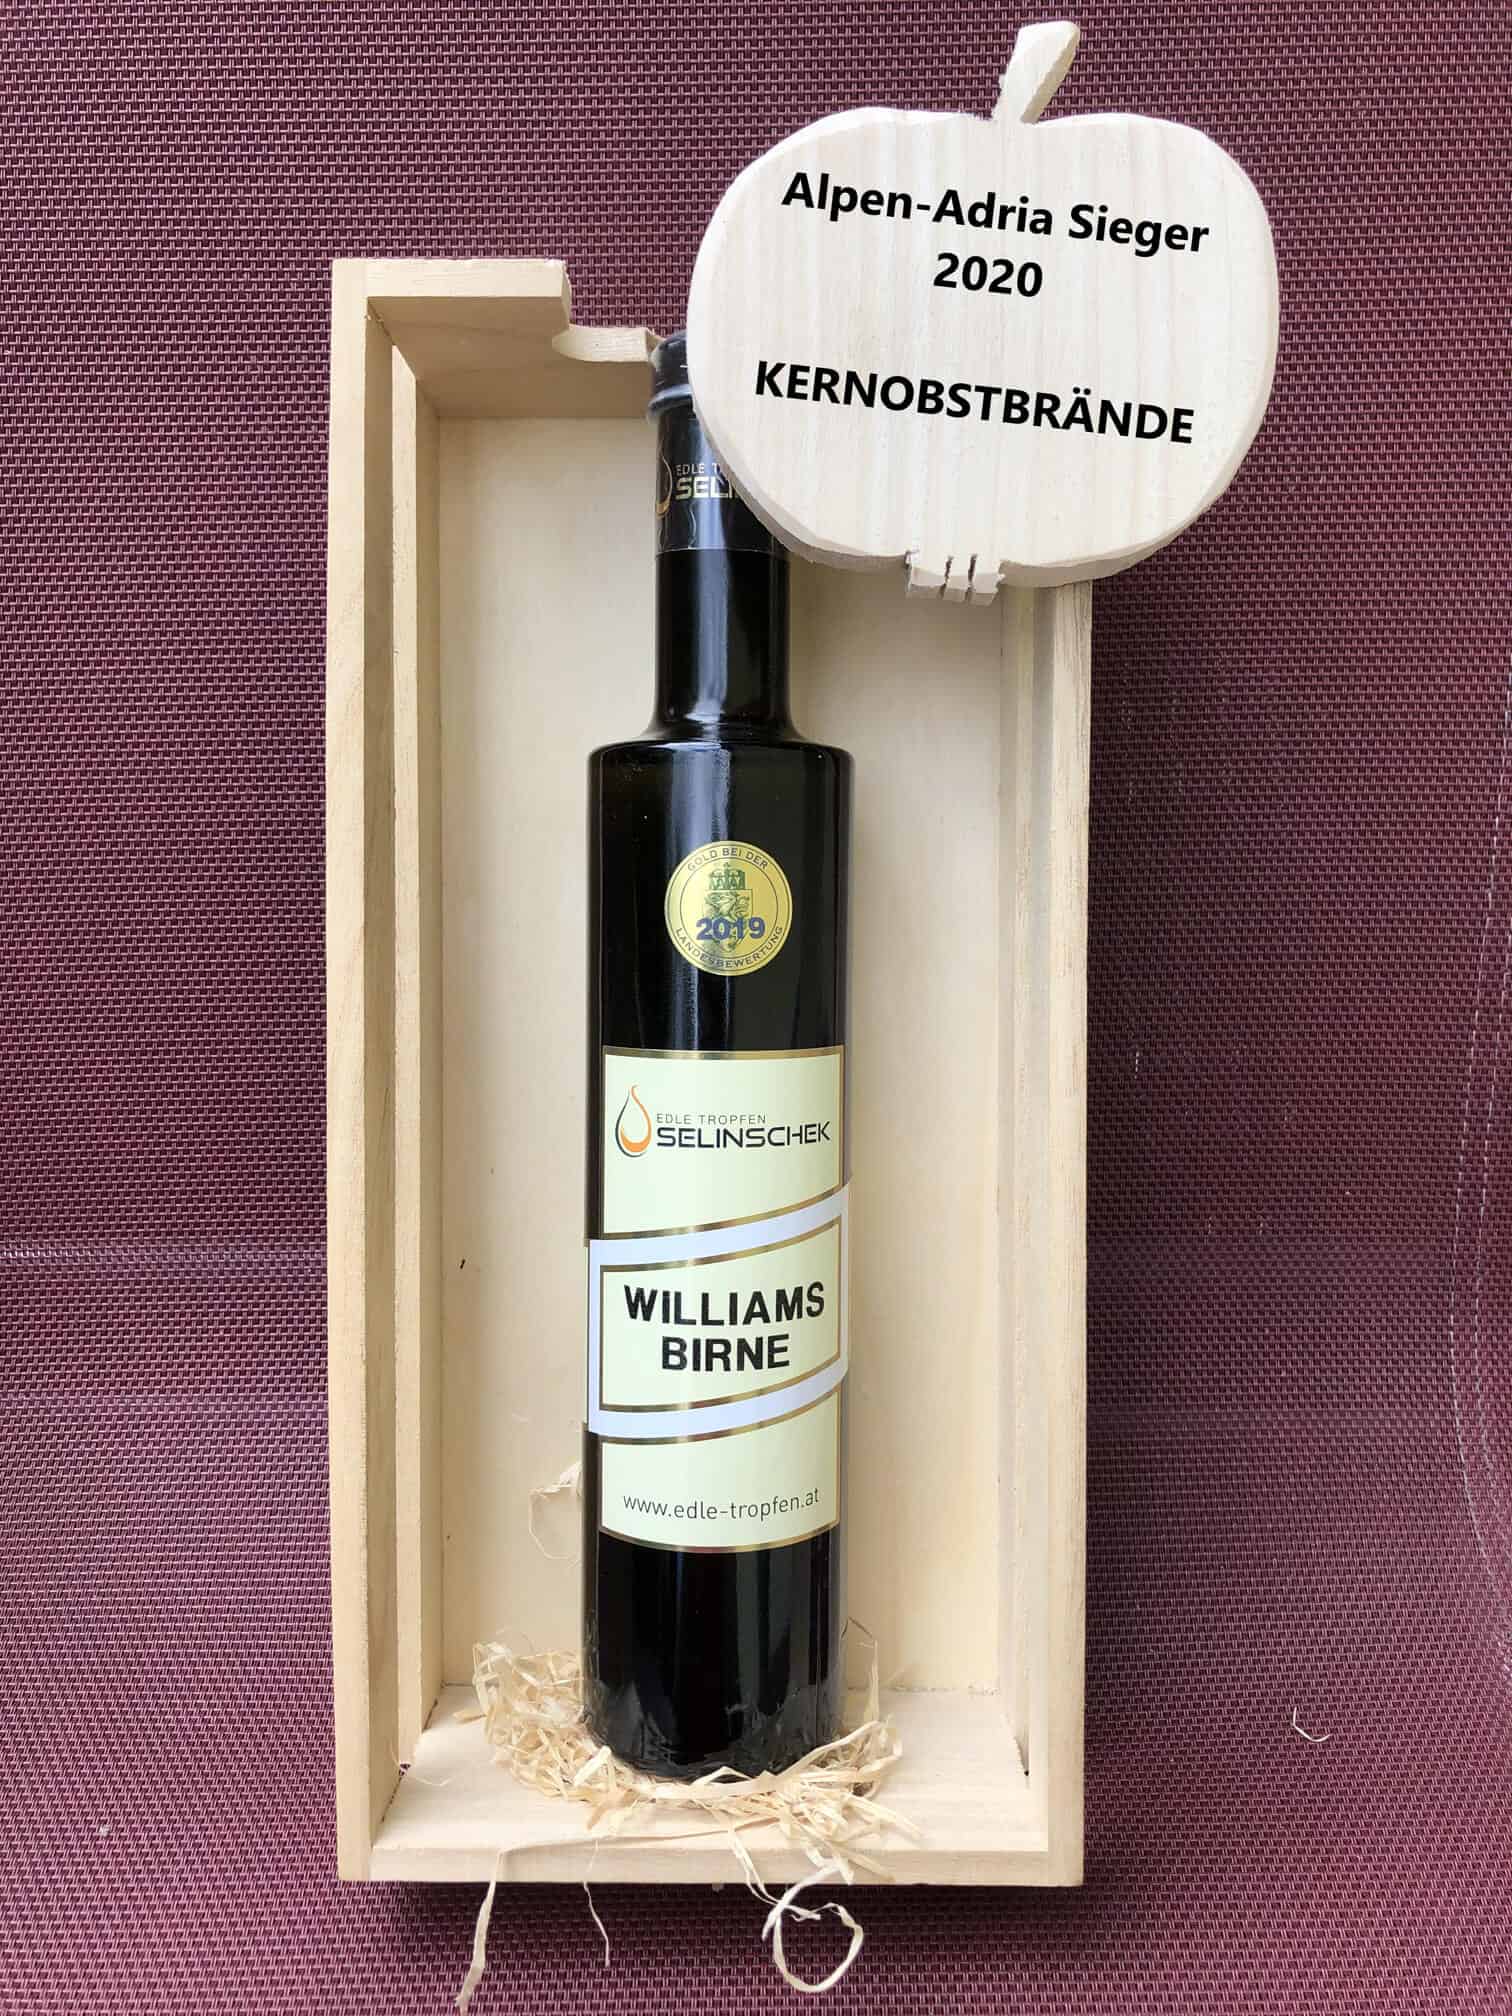 Alpen-Adria Sieger
2020
KERNOBSTBRÄNDE
EDLE
GOLD BEI DER
2019
LANDESBEWERTUNG
EDLE TROPFEN
SELINSCHEK
WILLIAMS
BIRNE
www.edle-tropfen.at